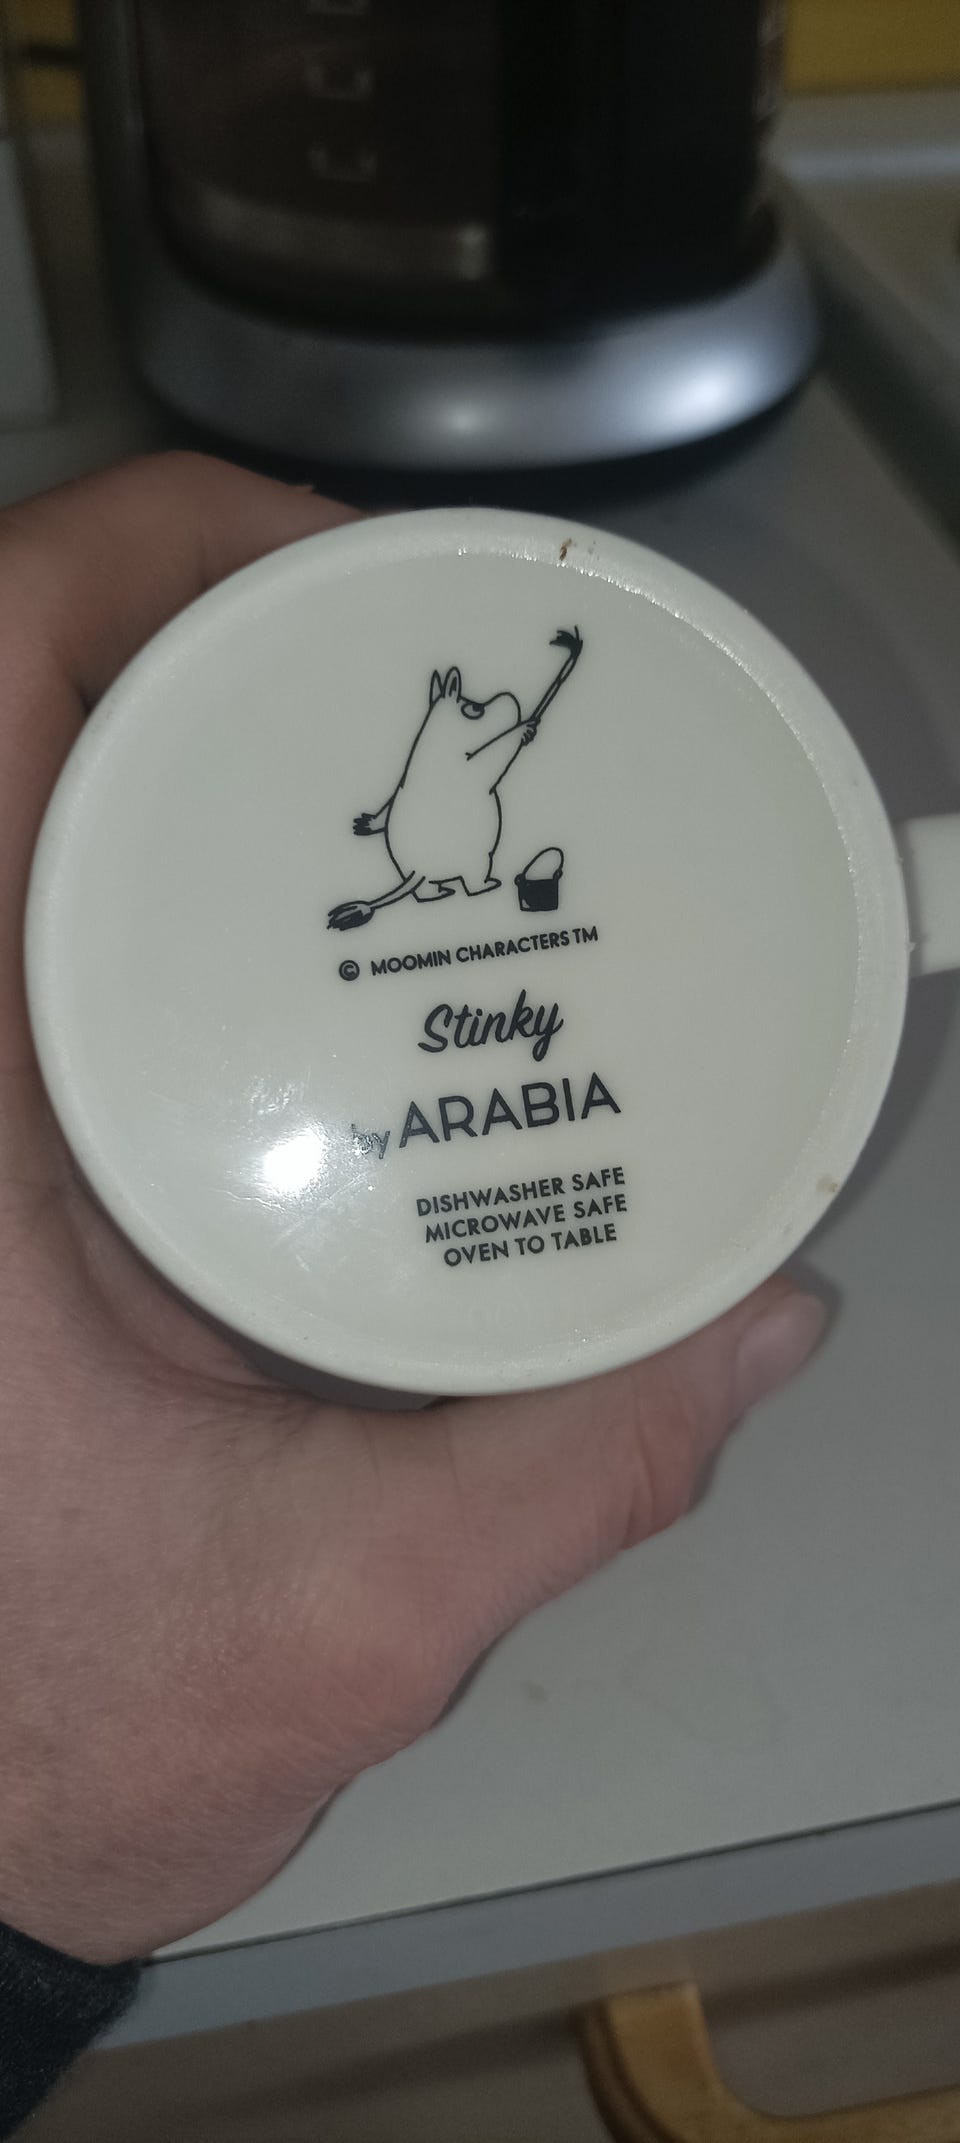 © MOOMIN CHARACTERS TM
Stinky
by ARABIA
DISHWASHER SAFE
MICROWAVE SAFE
OVEN TO TABLE